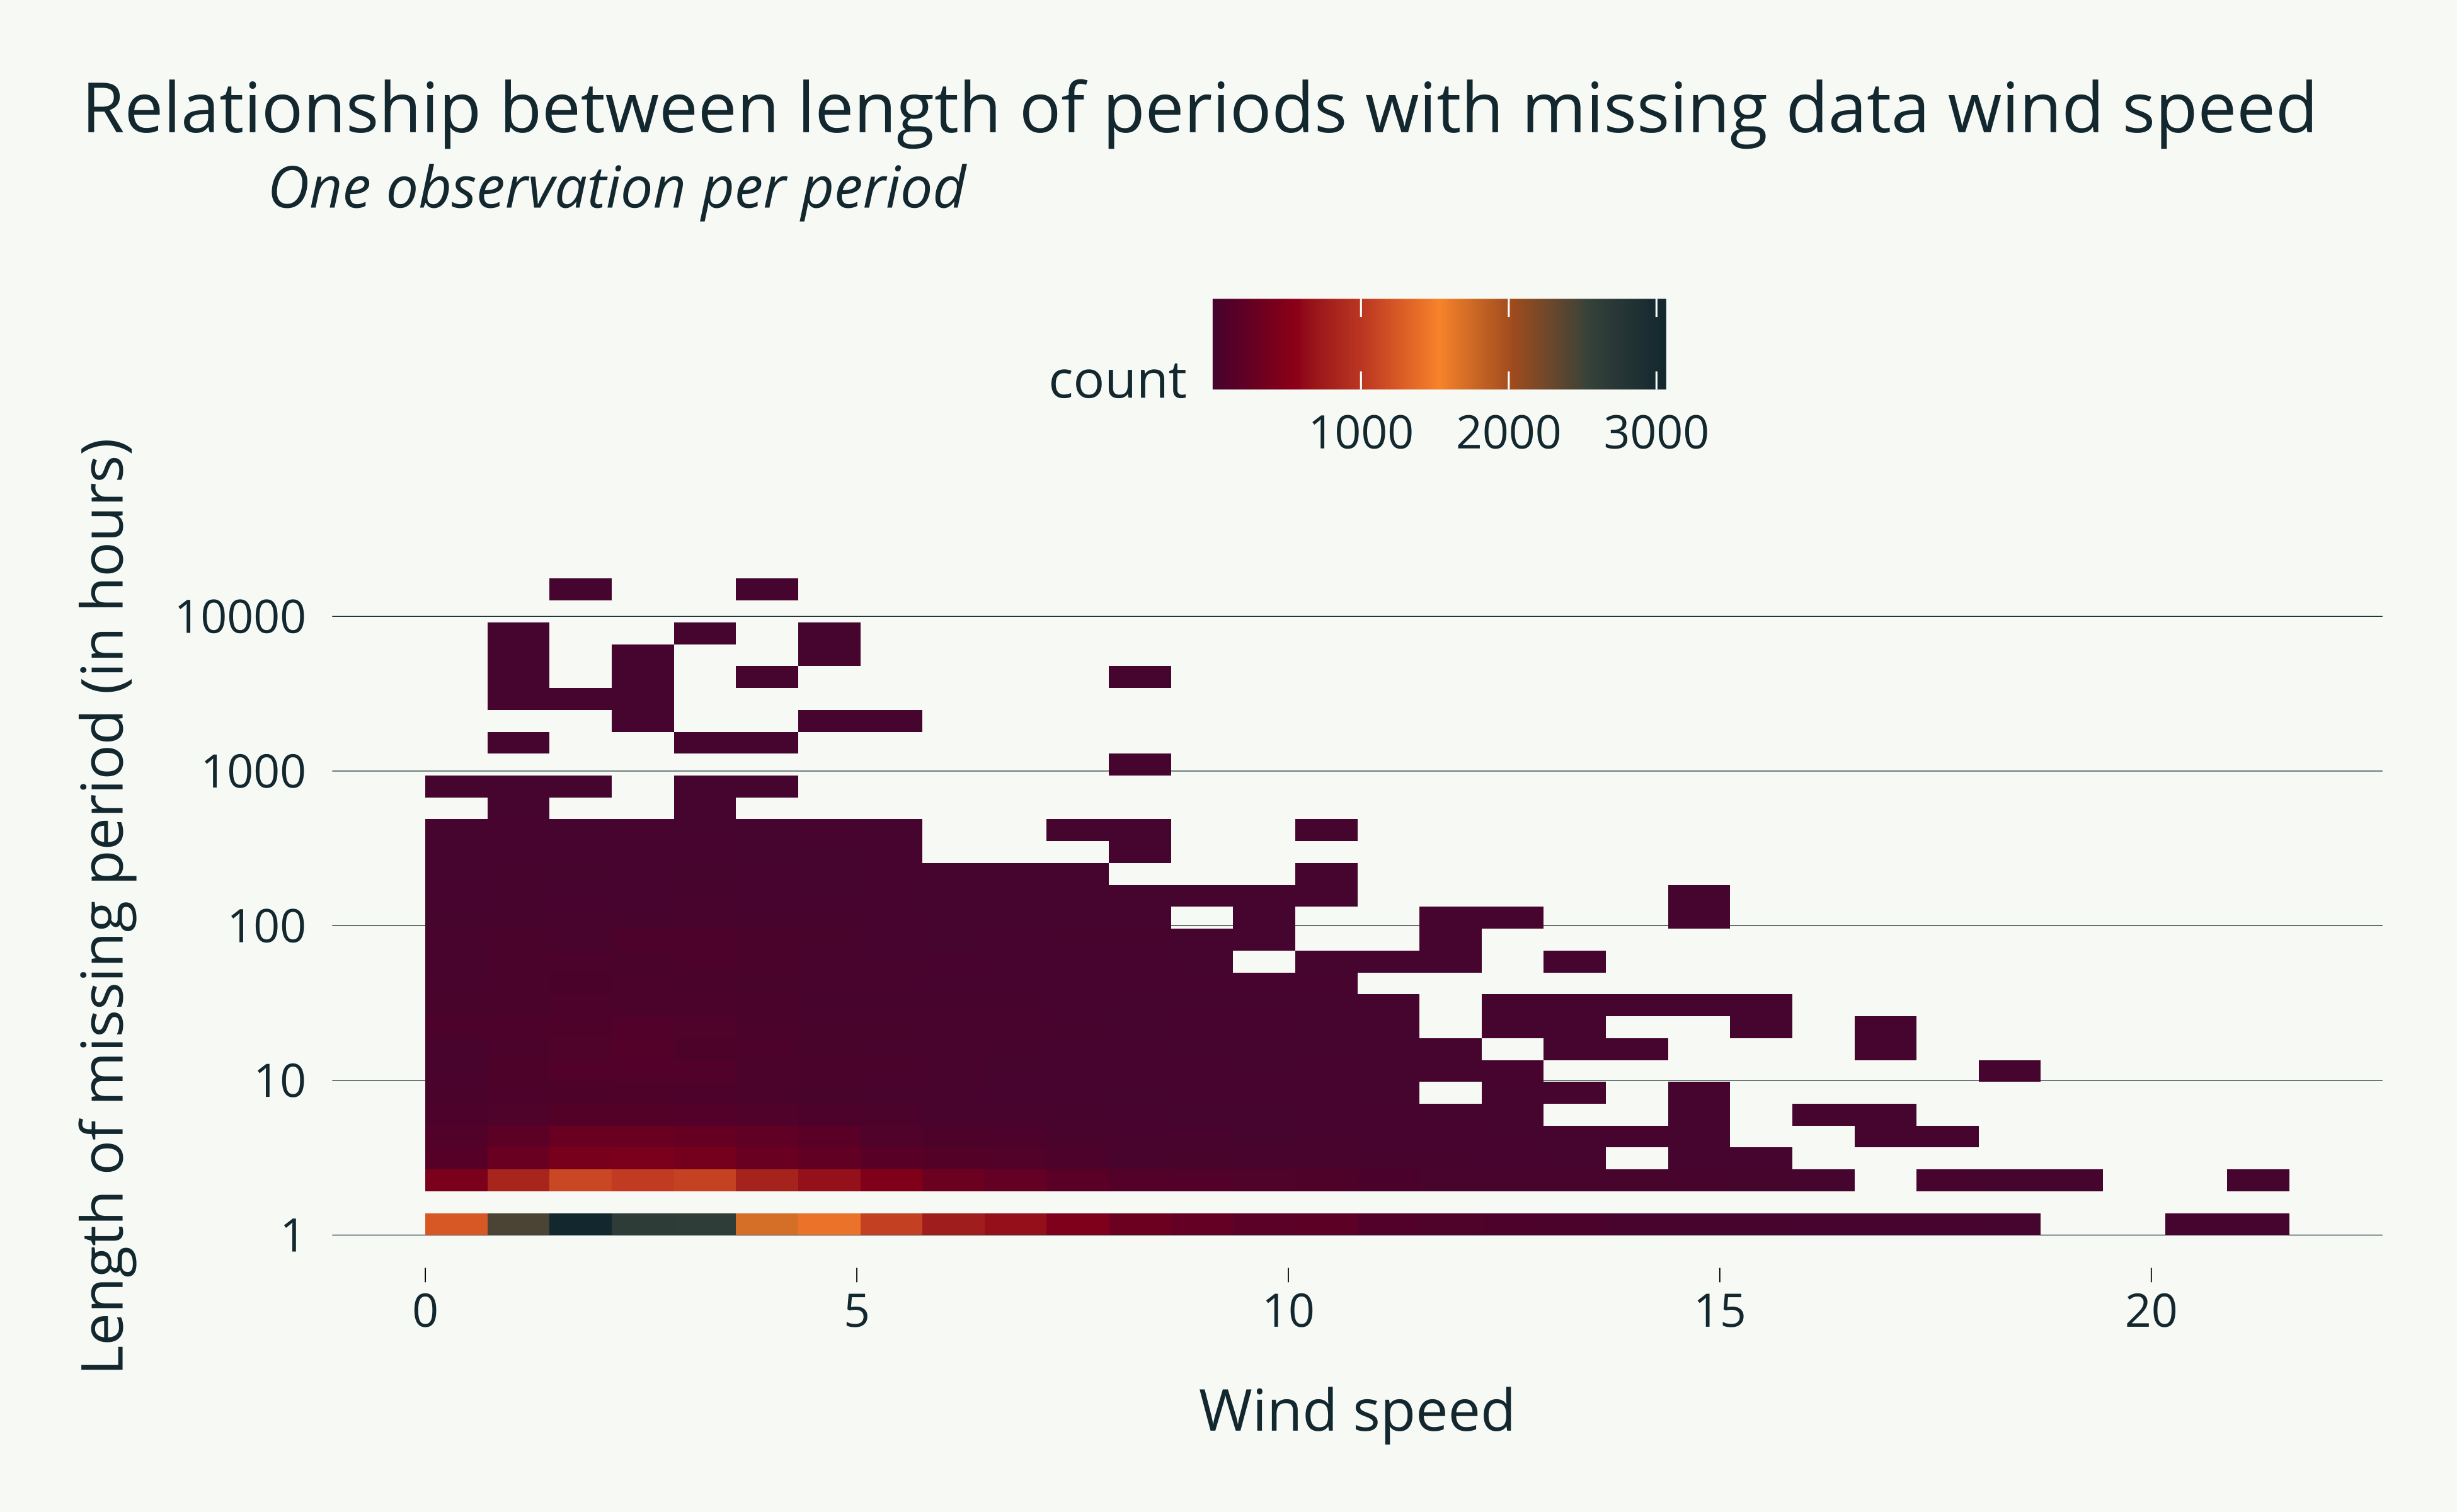 Relationship between length of periods with missing data wind speed
One observation per period
count
1000 2000 3000
Length of missing period (in hours)
10000
1000
100
10
1
0 5 10 15 20
Wind speed